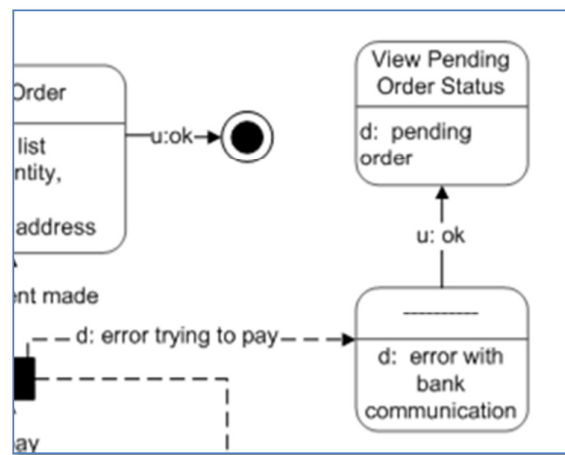 Order
list
ntity,
address
u:ok
View Pending
Order Status
d: pending
order
u: ok
ent made
d: error trying to pay
----------
d: error with
bank
communication
pay